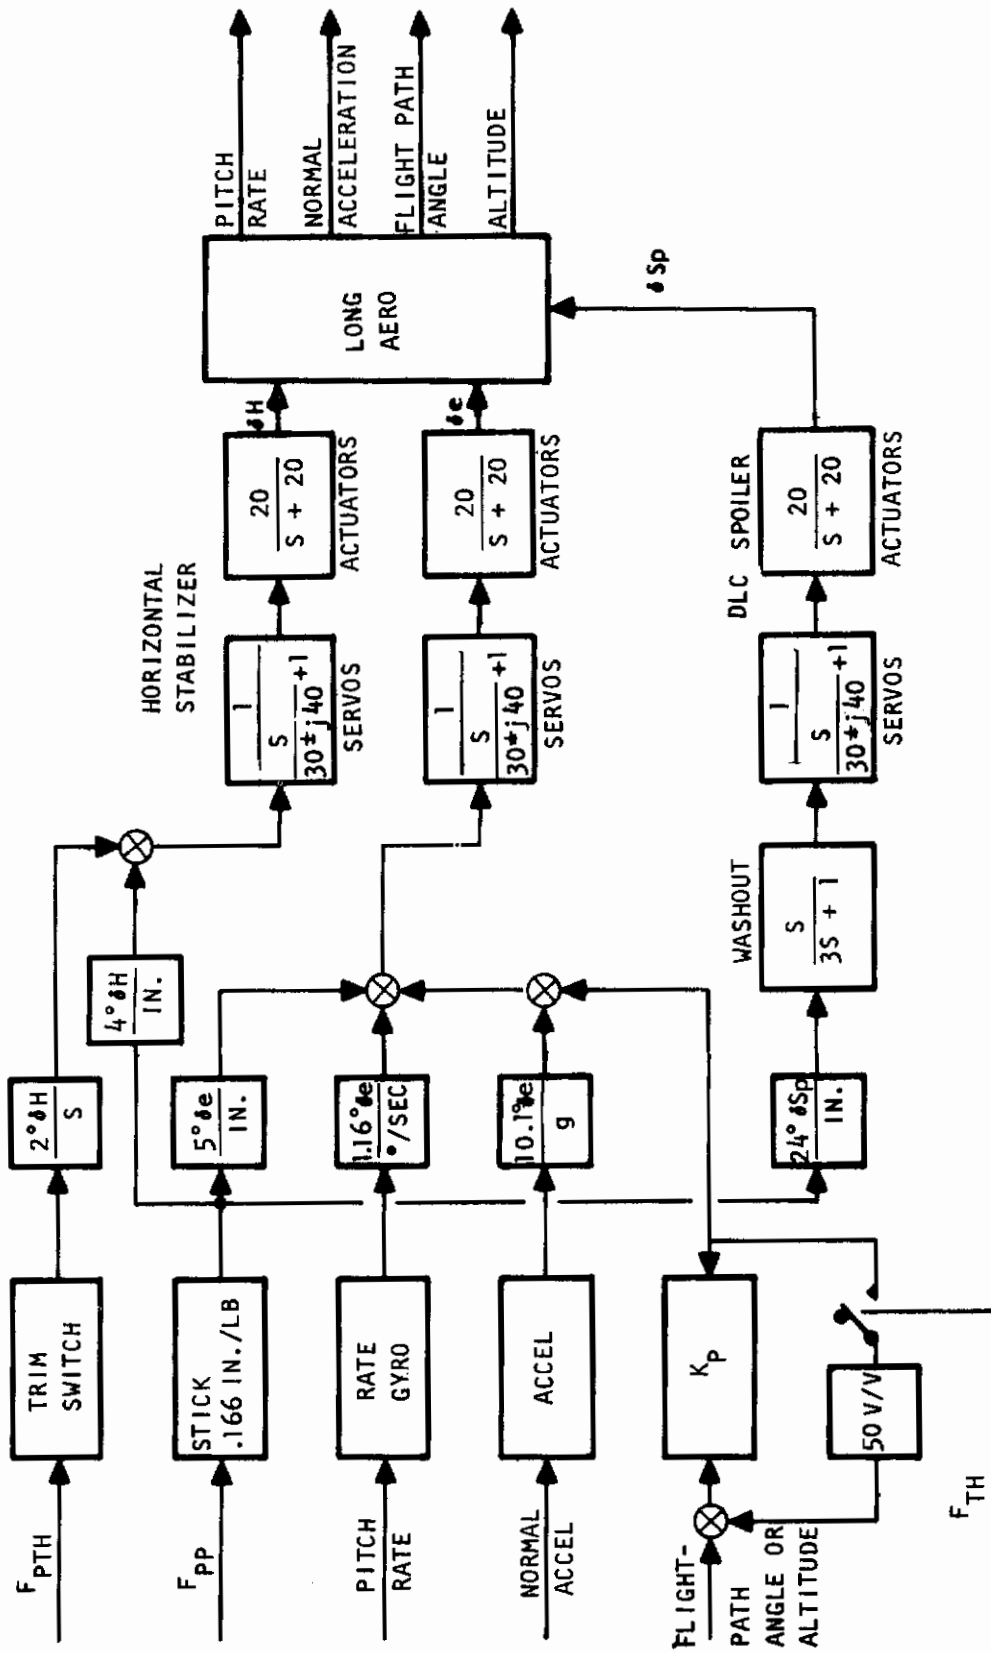 F_PTH
TRIM
SWITCH
2°δH
S
4°δH
IN.
HORIZONTAL
STABILIZER
1
S
30±j40 +1
SERVOS
20
S + 20
ACTUATORS
δH
F_PP
STICK
.166 IN./LB
5°δe
IN.
PITCH
RATE
RATE
GYRO
1.16°δe
°/SEC
1
S
30±j40 +1
SERVOS
20
S + 20
ACTUATORS
δe
LONG
AERO
PITCH
RATE
NORMAL
ACCELERATION
FLIGHT PATH
ANGLE
ALTITUDE
NORMAL
ACCEL
ACCEL
10.1°δe
g
FLIGHT-
PATH
ANGLE OR
ALTITUDE
K_P
50 V/V
F_TH
24° δSp
IN.
WASHOUT
S
3S + 1
1
S
30±j40 +1
SERVOS
DLC SPOILER
20
S + 20
ACTUATORS
δSp